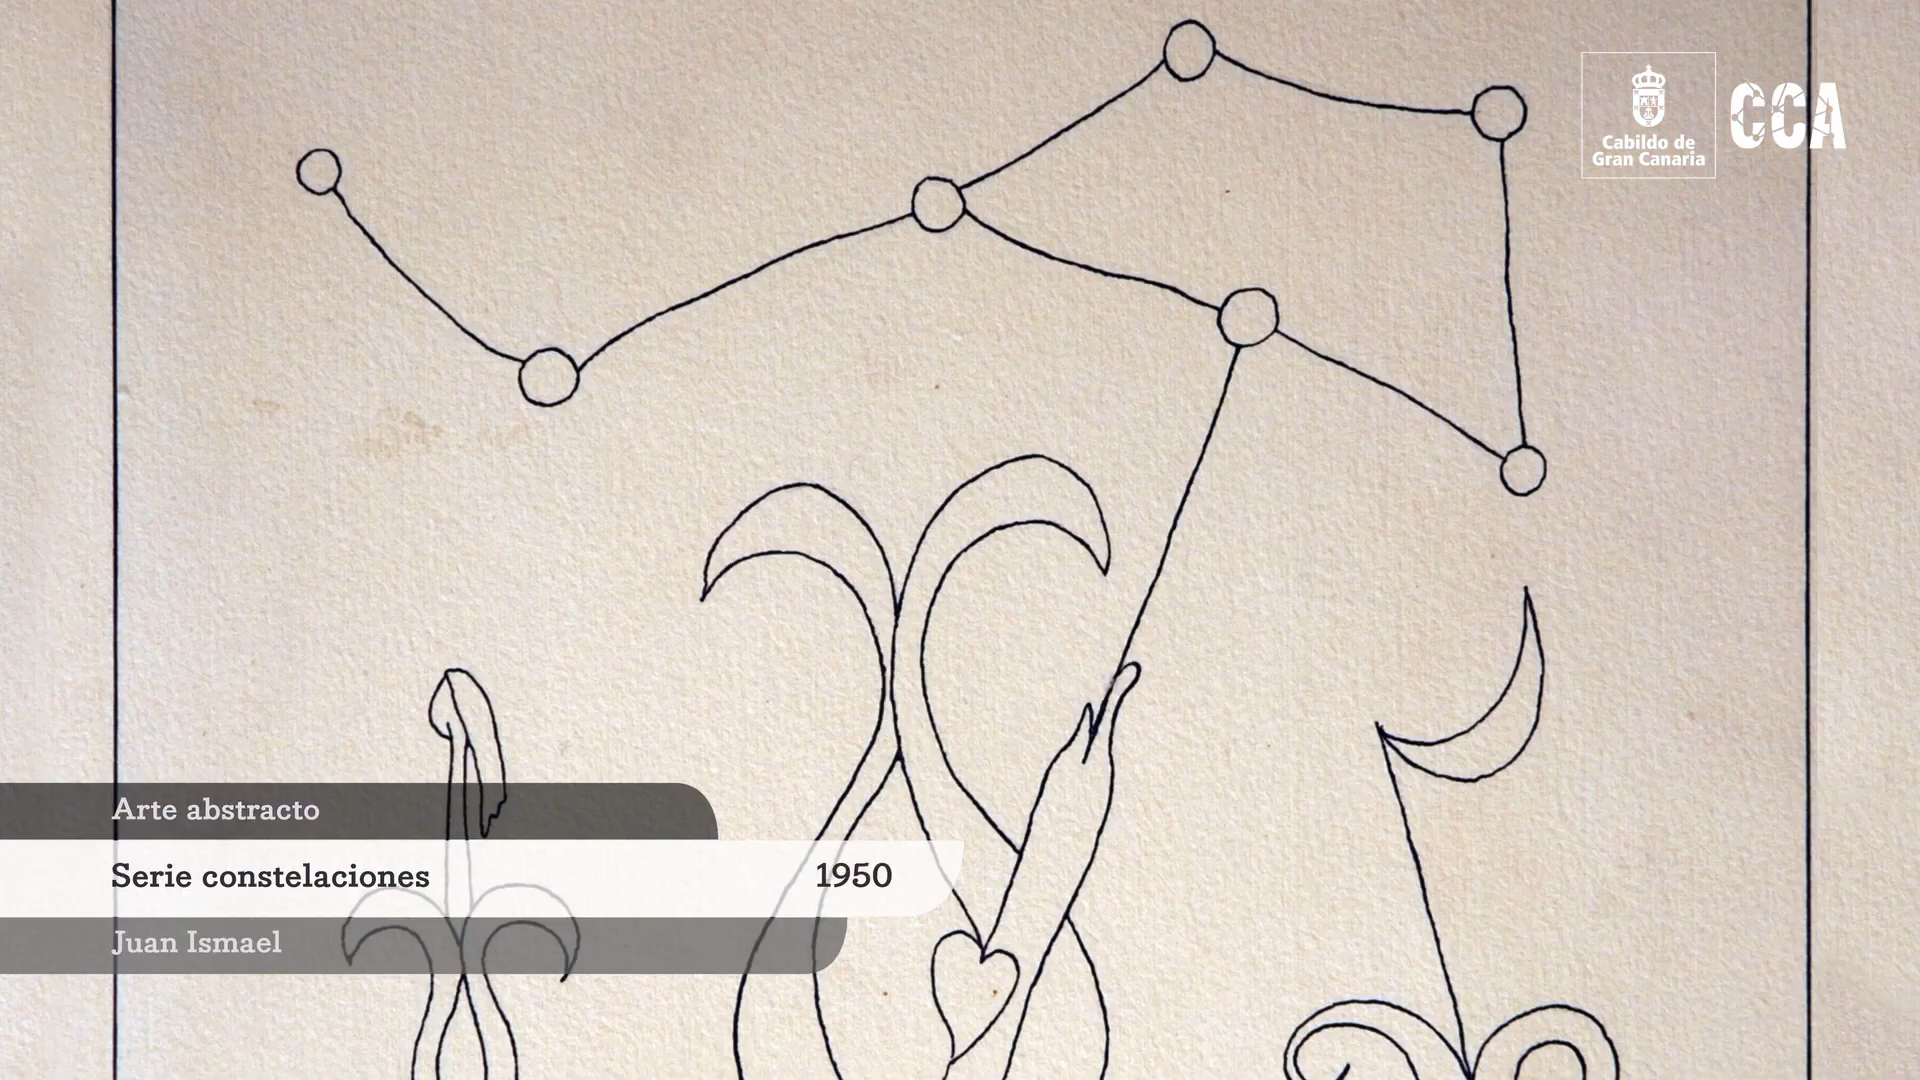 Cabildo de
Gran Canaria
CCA
Arte abstracto
Serie constelaciones 1950
Juan Ismael